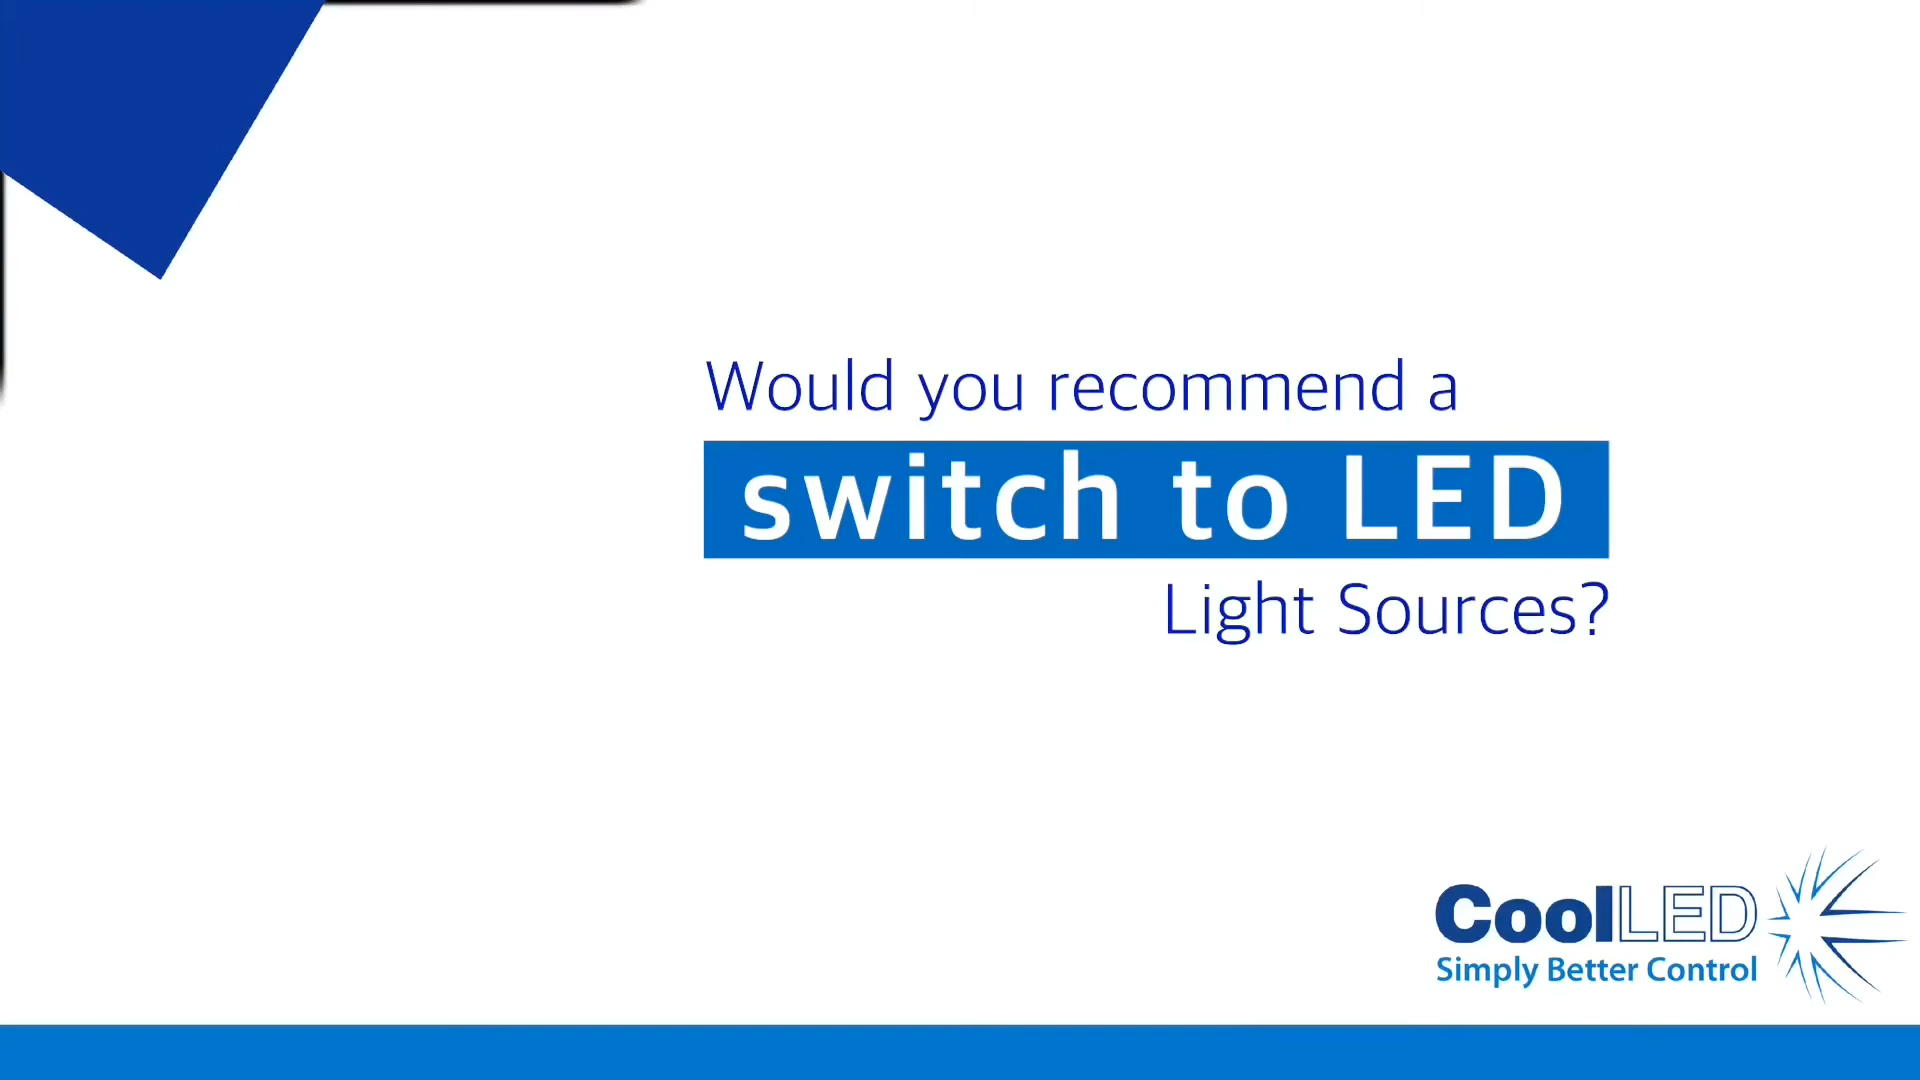 Would you recommend a
switch to LED
Light Sources?
CoolLED
Simply Better Control